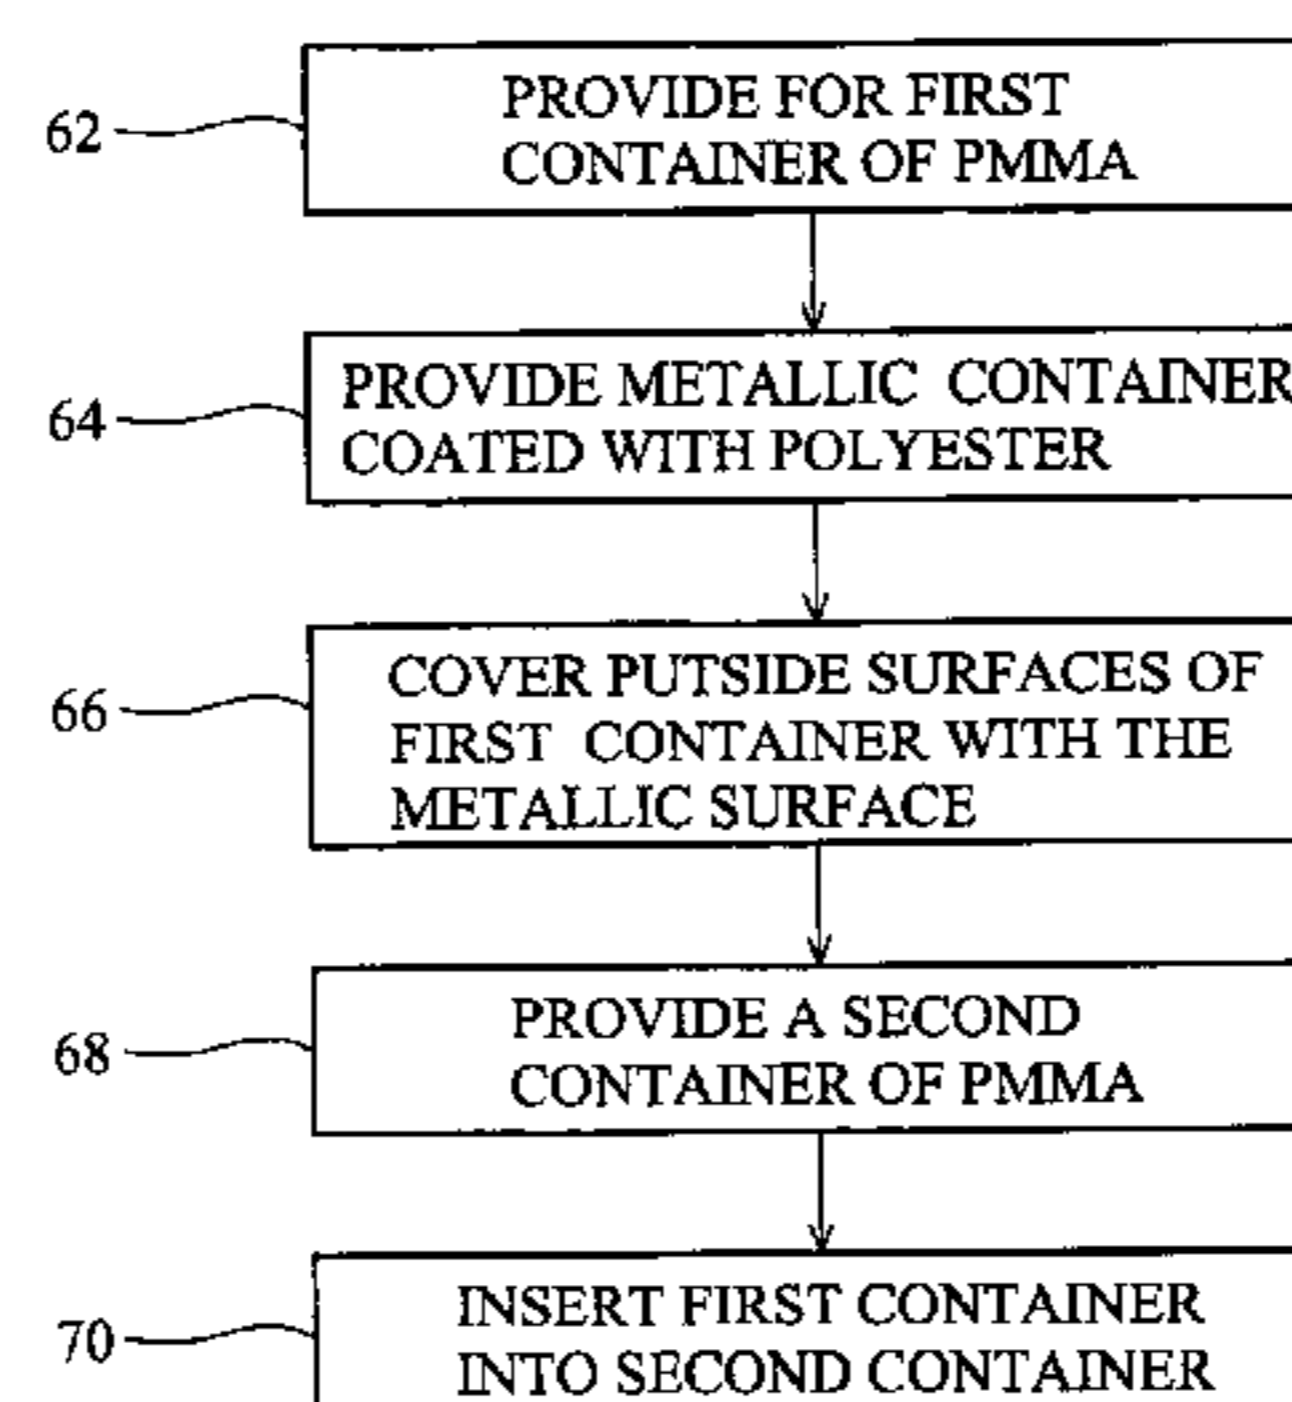 62
PROVIDE FOR FIRST
CONTAINER OF PMMA
64
PROVIDE METALLIC CONTAINER
COATED WITH POLYESTER
66
COVER PUTSIDE SURFACES OF
FIRST CONTAINER WITH THE
METALLIC SURFACE
68
PROVIDE A SECOND
CONTAINER OF PMMA
70
INSERT FIRST CONTAINER
INTO SECOND CONTAINER